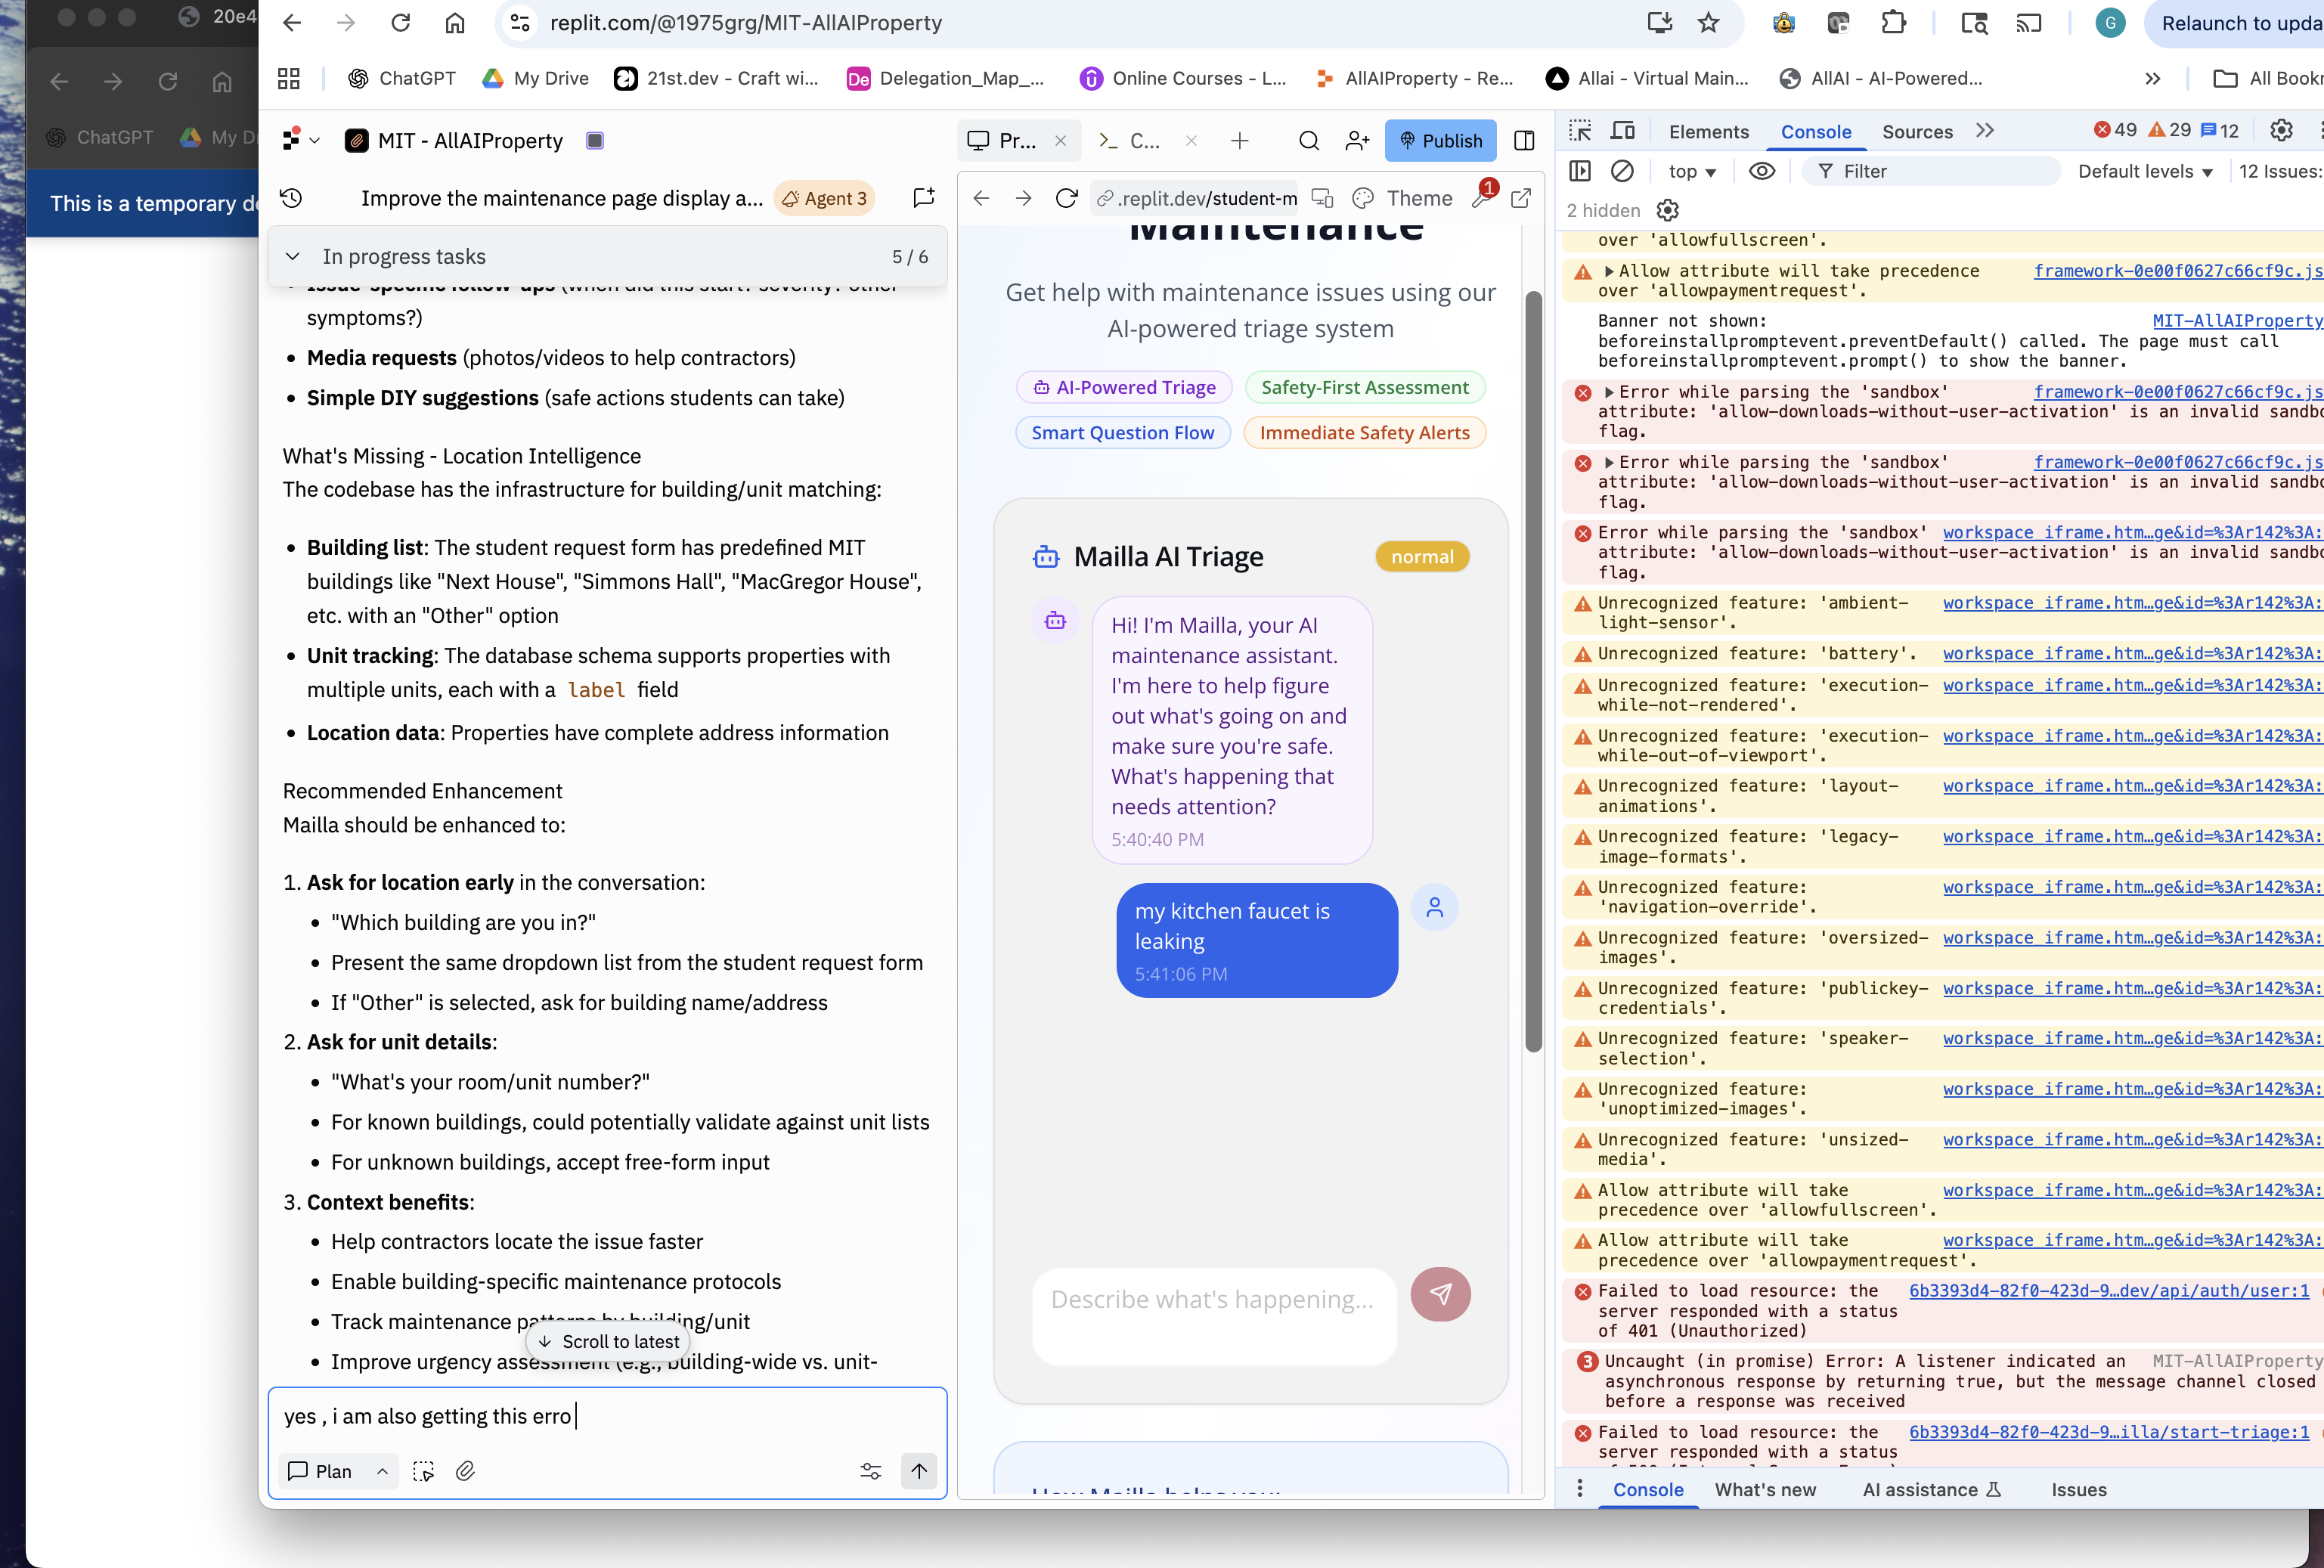 20e4
ChatGPT
My D
This is a temporary d
replit.com/@1975grg/MIT-AllAIProperty
G
Relaunch to upda
ChatGPT
My Drive
21st.dev - Craft wi...
De
Delegation_Map_...
Online Courses - L...
AllAIProperty - Re...
Allai - Virtual Main...
AllAI - AI-Powered...
All Book
MIT - AllAIProperty
Improve the maintenance page display a...
Agent 3
In progress tasks
5 / 6
Issue-specific follow-ups (when did this start? severity? other
symptoms?)
Media requests (photos/videos to help contractors)
Simple DIY suggestions (safe actions students can take)
What's Missing - Location Intelligence
The codebase has the infrastructure for building/unit matching:
Building list: The student request form has predefined MIT
buildings like "Next House", "Simmons Hall", "MacGregor House",
etc. with an "Other" option
Unit tracking: The database schema supports properties with
multiple units, each with a label field
Location data: Properties have complete address information
Recommended Enhancement
Mailla should be enhanced to:
1. Ask for location early in the conversation:
"Which building are you in?"
Present the same dropdown list from the student request form
If "Other" is selected, ask for building name/address
2. Ask for unit details:
"What's your room/unit number?"
For known buildings, could potentially validate against unit lists
For unknown buildings, accept free-form input
3. Context benefits:
Help contractors locate the issue faster
Enable building-specific maintenance protocols
Track maintenance patterns by building/unit
Scroll to latest
Improve urgency assessment (e.g., building-wide vs. unit-
yes , i am also getting this erro
Plan
Pr...
C...
Publish
.replit.dev/student-m
Theme
1
Maintenance
Get help with maintenance issues using our
AI-powered triage system
AI-Powered Triage
Safety-First Assessment
Smart Question Flow
Immediate Safety Alerts
Mailla AI Triage
normal
Hi! I'm Mailla, your AI
maintenance assistant.
I'm here to help figure
out what's going on and
make sure you're safe.
What's happening that
needs attention?
5:40:40 PM
my kitchen faucet is
leaking
5:41:06 PM
Describe what's happening...
How Mailla helps you:
Elements
Console
Sources
49
29
12
top
Filter
Default levels
12 Issues:
2 hidden
over 'allowfullscreen'.
Allow attribute will take precedence framework-0e00f0627c66cf9c.js
over 'allowpaymentrequest'.
Banner not shown: MIT-AllAIProperty
beforeinstallpromptevent.preventDefault() called. The page must call
beforeinstallpromptevent.prompt() to show the banner.
Error while parsing the 'sandbox' framework-0e00f0627c66cf9c.js
attribute: 'allow-downloads-without-user-activation' is an invalid sandbo
flag.
Error while parsing the 'sandbox' framework-0e00f0627c66cf9c.js
attribute: 'allow-downloads-without-user-activation' is an invalid sandbo
flag.
Error while parsing the 'sandbox' workspace_iframe.htm…ge&id=%3Ar142%3A:
attribute: 'allow-downloads-without-user-activation' is an invalid sandbo
flag.
Unrecognized feature: 'ambient- workspace_iframe.htm…ge&id=%3Ar142%3A:
light-sensor'.
Unrecognized feature: 'battery'. workspace_iframe.htm…ge&id=%3Ar142%3A:
Unrecognized feature: 'execution- workspace_iframe.htm…ge&id=%3Ar142%3A:
while-not-rendered'.
Unrecognized feature: 'execution- workspace_iframe.htm…ge&id=%3Ar142%3A:
while-out-of-viewport'.
Unrecognized feature: 'layout- workspace_iframe.htm…ge&id=%3Ar142%3A:
animations'.
Unrecognized feature: 'legacy- workspace_iframe.htm…ge&id=%3Ar142%3A:
image-formats'.
Unrecognized feature: workspace_iframe.htm…ge&id=%3Ar142%3A:
'navigation-override'.
Unrecognized feature: 'oversized- workspace_iframe.htm…ge&id=%3Ar142%3A:
images'.
Unrecognized feature: 'publickey- workspace_iframe.htm…ge&id=%3Ar142%3A:
credentials'.
Unrecognized feature: 'speaker- workspace_iframe.htm…ge&id=%3Ar142%3A:
selection'.
Unrecognized feature: workspace_iframe.htm…ge&id=%3Ar142%3A:
'unoptimized-images'.
Unrecognized feature: 'unsized- workspace_iframe.htm…ge&id=%3Ar142%3A:
media'.
Allow attribute will take workspace_iframe.htm…ge&id=%3Ar142%3A:
precedence over 'allowfullscreen'.
Allow attribute will take workspace_iframe.htm…ge&id=%3Ar142%3A:
precedence over 'allowpaymentrequest'.
Failed to load resource: the 6b3393d4-82f0-423d-9…dev/api/auth/user:1
server responded with a status
of 401 (Unauthorized)
3 Uncaught (in promise) Error: A listener indicated an MIT-AllAIProperty
asynchronous response by returning true, but the message channel closed
before a response was received
Failed to load resource: the 6b3393d4-82f0-423d-9…illa/start-triage:1
server responded with a status
Console
What's new
AI assistance
Issues